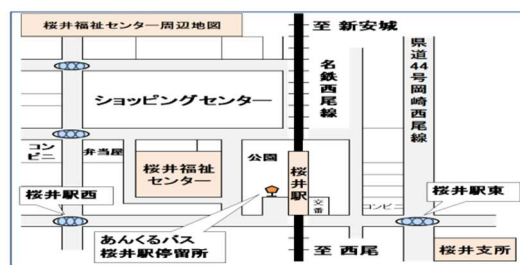 桜井福祉センター周辺地図
至 新安城
名鉄西尾線
県道44号岡崎西尾線
ショッピングセンター
コンビニ
弁当屋
桜井福祉
センター
公園
桜井駅
桜井駅西
桜井駅東
交番
コンビニ
あんくるバス
桜井駅停留所
至 西尾
桜井支所